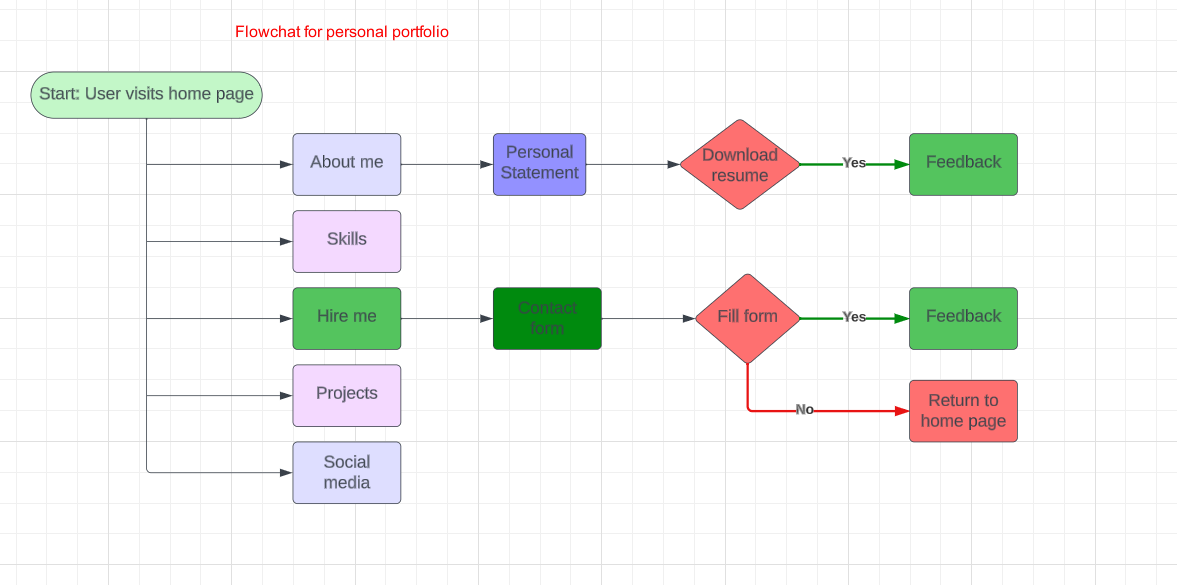 Flowchat for personal portfolio
Start: User visits home page
About me
Personal
Statement
Download
resume
Yes
Feedback
Skills
Hire me
Contact
form
Fill form
Yes
Feedback
Projects
No
Return to
home page
Social
media